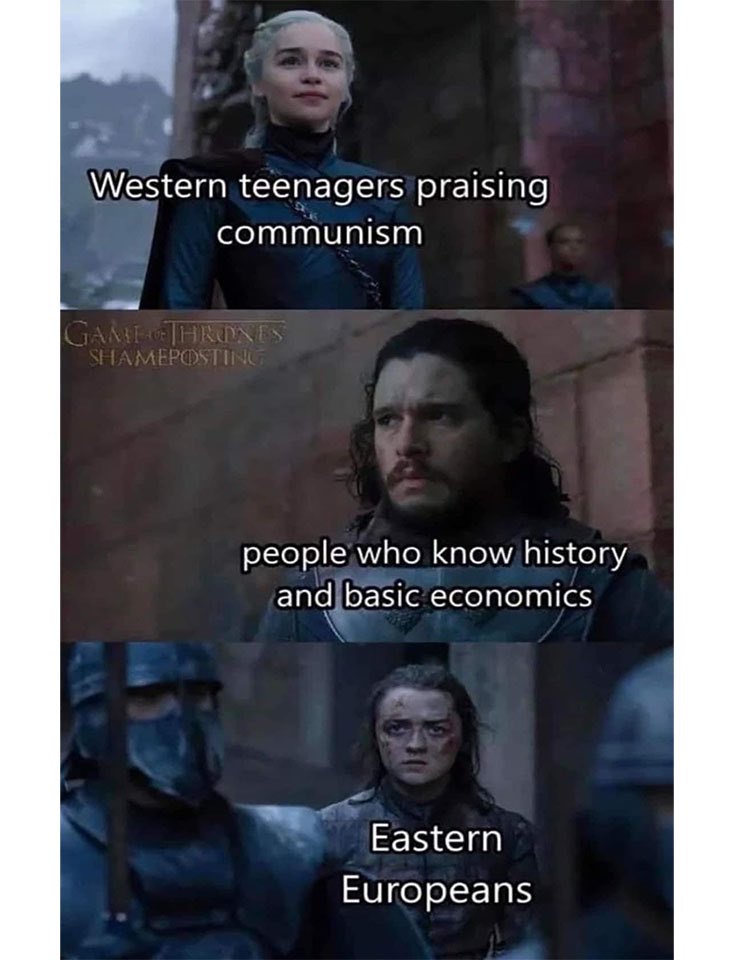 Western teenagers praising
communism
GAME OF THRONES
SHAMEPOSTING
people who know history
and basic economics
Eastern
Europeans